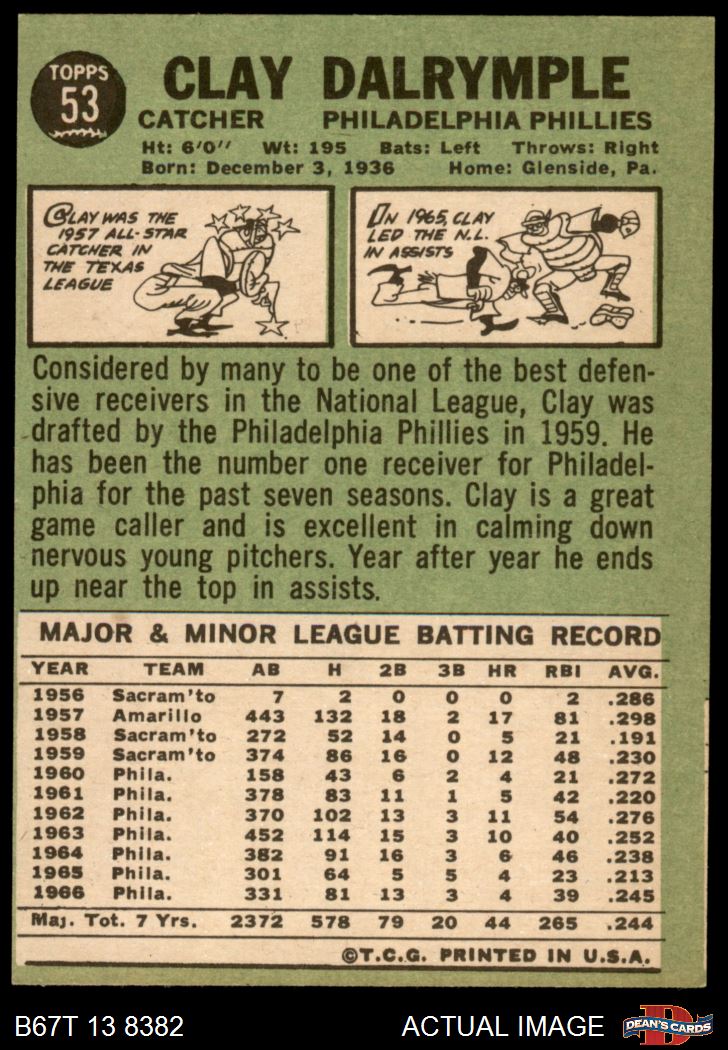 TOPPS
53
CLAY DALRYMPLE
CATCHER PHILADELPHIA PHILLIES
Ht: 6'0" Wt: 195 Bats: Left Throws: Right
Born: December 3, 1936 Home: Glenside, Pa.
CLAY WAS THE
1957 ALL-STAR
CATCHER IN
THE TEXAS
LEAGUE
IN 1965, CLAY
LED THE N.L.
IN ASSISTS
Considered by many to be one of the best defen-
sive receivers in the National League, Clay was
drafted by the Philadelphia Phillies in 1959. He
has been the number one receiver for Philadel-
phia for the past seven seasons. Clay is a great
game caller and is excellent in calming down
nervous young pitchers. Year after year he ends
up near the top in assists.
MAJOR & MINOR LEAGUE BATTING RECORD
YEAR TEAM AB H 2B 3B HR RBI AVG.
1956 Sacram'to 7 2 0 0 0 2 .286
1957 Amarillo 443 132 18 2 17 81 .298
1958 Sacram'to 272 52 14 0 5 21 .191
1959 Sacram'to 374 86 16 0 12 48 .230
1960 Phila. 158 43 6 2 4 21 .272
1961 Phila. 378 83 11 1 5 42 .220
1962 Phila. 370 102 13 3 11 54 .276
1963 Phila. 452 114 15 3 10 40 .252
1964 Phila. 382 91 16 3 6 46 .238
1965 Phila. 301 64 5 5 4 23 .213
1966 Phila. 331 81 13 3 4 39 .245
Maj. Tot. 7 Yrs. 2372 578 79 20 44 265 .244
©T.C.G. PRINTED IN U.S.A.
B67T 13 8382 ACTUAL IMAGE
D
DEAN'S CARDS